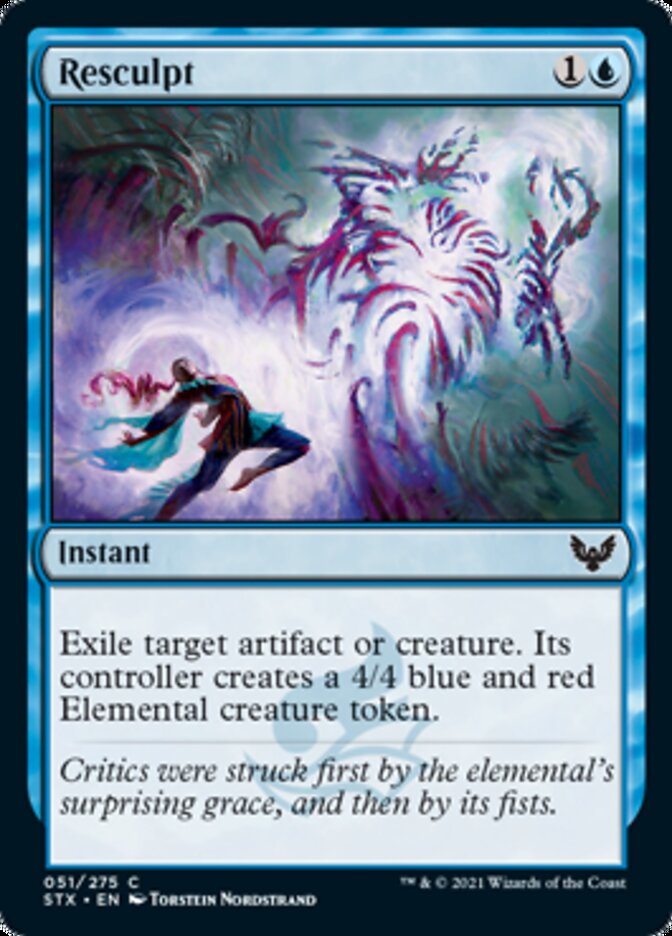 Resculpt 1
Instant
Exile target artifact or creature. Its
controller creates a 4/4 blue and red
Elemental creature token.
Critics were struck first by the elemental's
surprising grace, and then by its fists.
051/275 C
™ & © 2021 Wizards of the Coast
STX • EN Torstein Nordstrand